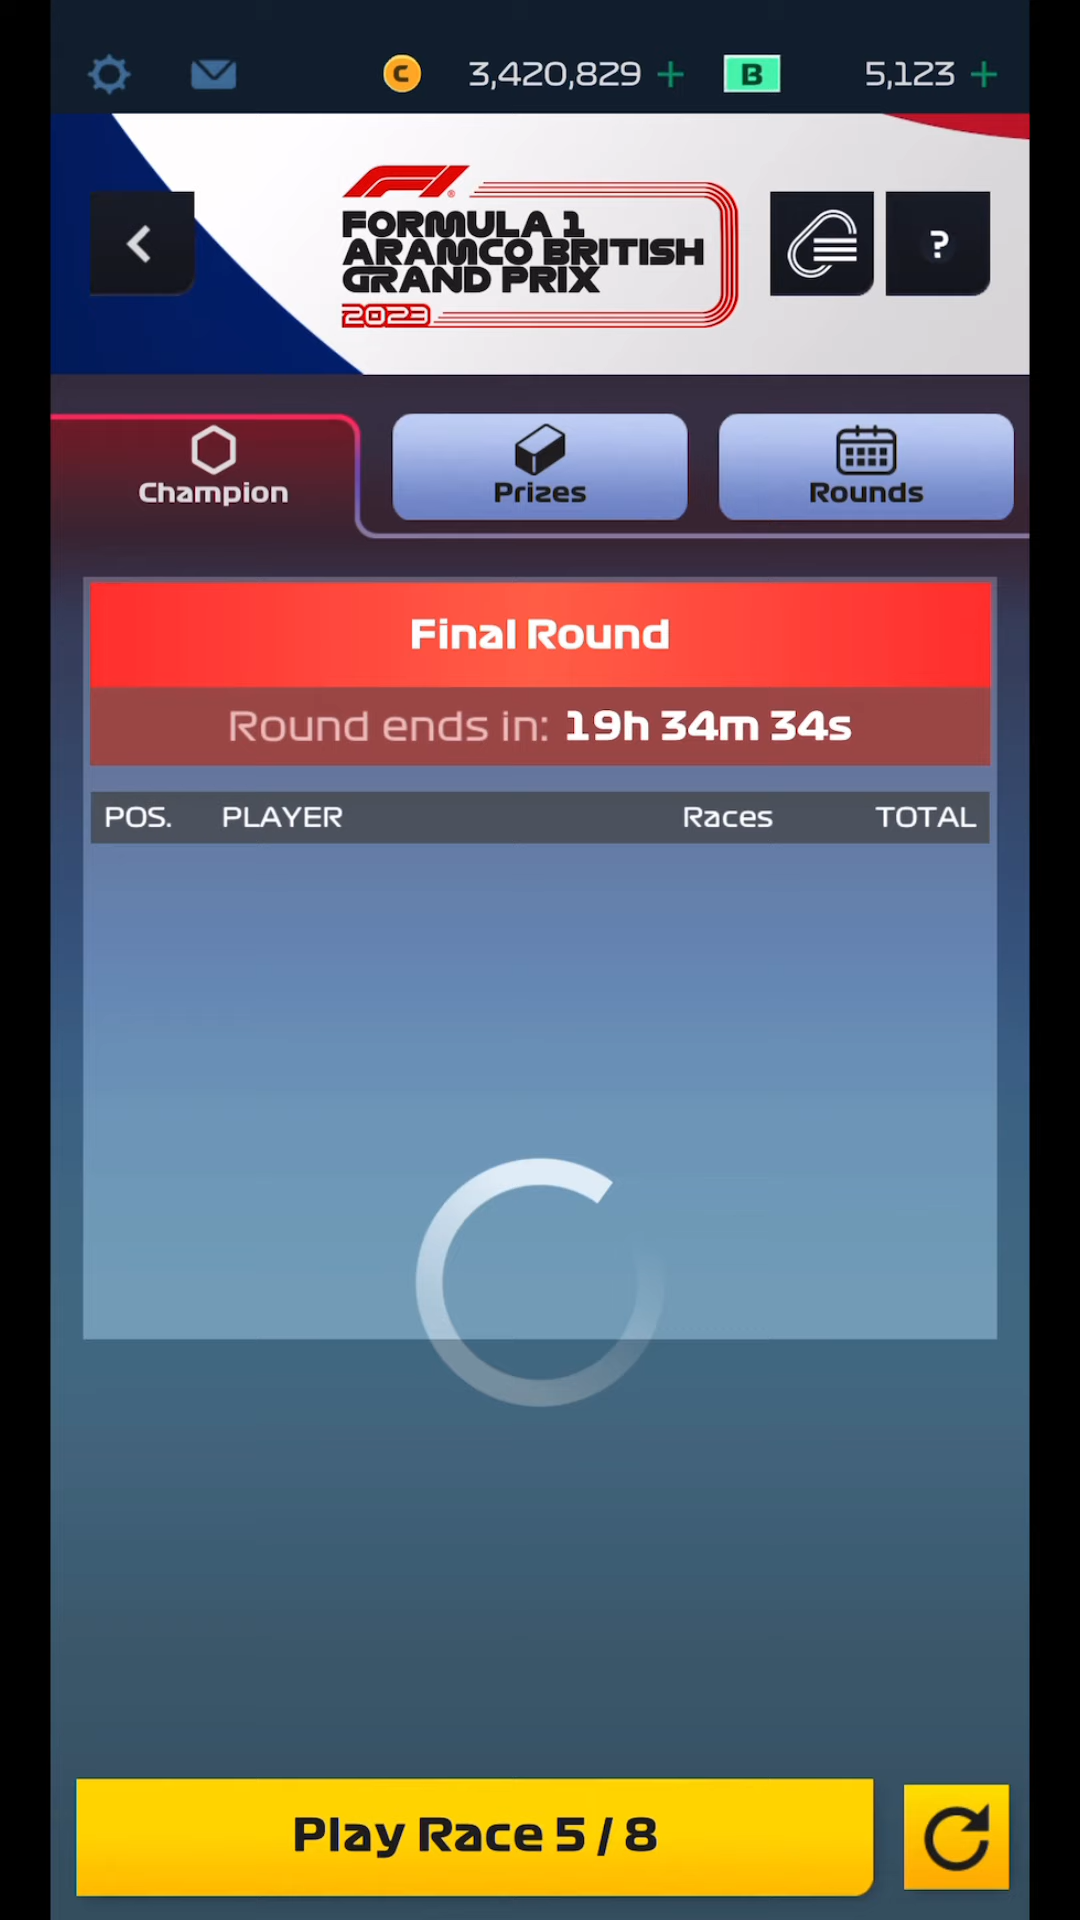 C 3,420,829 + B 5,123 +
FORMULA 1
ARAMCO BRITISH
GRAND PRIX
2023
?
Champion
Prizes
Rounds
Final Round
Round ends in: 19h 34m 34s
POS. PLAYER Races TOTAL
Play Race 5 / 8